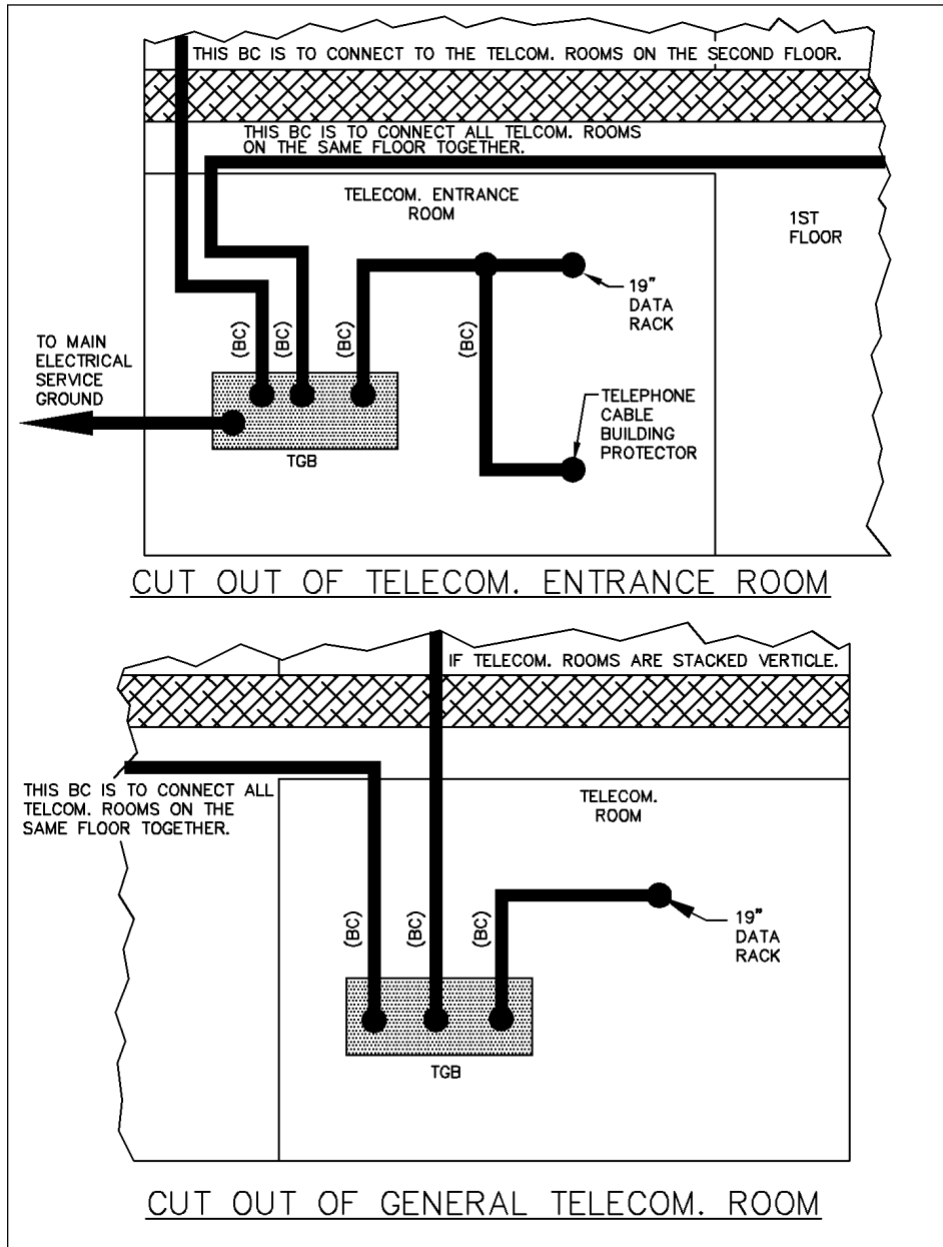 THIS BC IS TO CONNECT TO THE TELCOM. ROOMS ON THE SECOND FLOOR.
THIS BC IS TO CONNECT ALL TELCOM. ROOMS
ON THE SAME FLOOR TOGETHER.
TELECOM. ENTRANCE
ROOM
1ST
FLOOR
19"
DATA
RACK
(BC)
(BC)
(BC)
(BC)
TO MAIN
ELECTRICAL
SERVICE
GROUND
TELEPHONE
CABLE
BUILDING
PROTECTOR
TGB
CUT OUT OF TELECOM. ENTRANCE ROOM
IF TELECOM. ROOMS ARE STACKED VERTICLE.
THIS BC IS TO CONNECT ALL
TELCOM. ROOMS ON THE
SAME FLOOR TOGETHER.
TELECOM.
ROOM
(BC)
(BC)
(BC)
19"
DATA
RACK
TGB
CUT OUT OF GENERAL TELECOM. ROOM